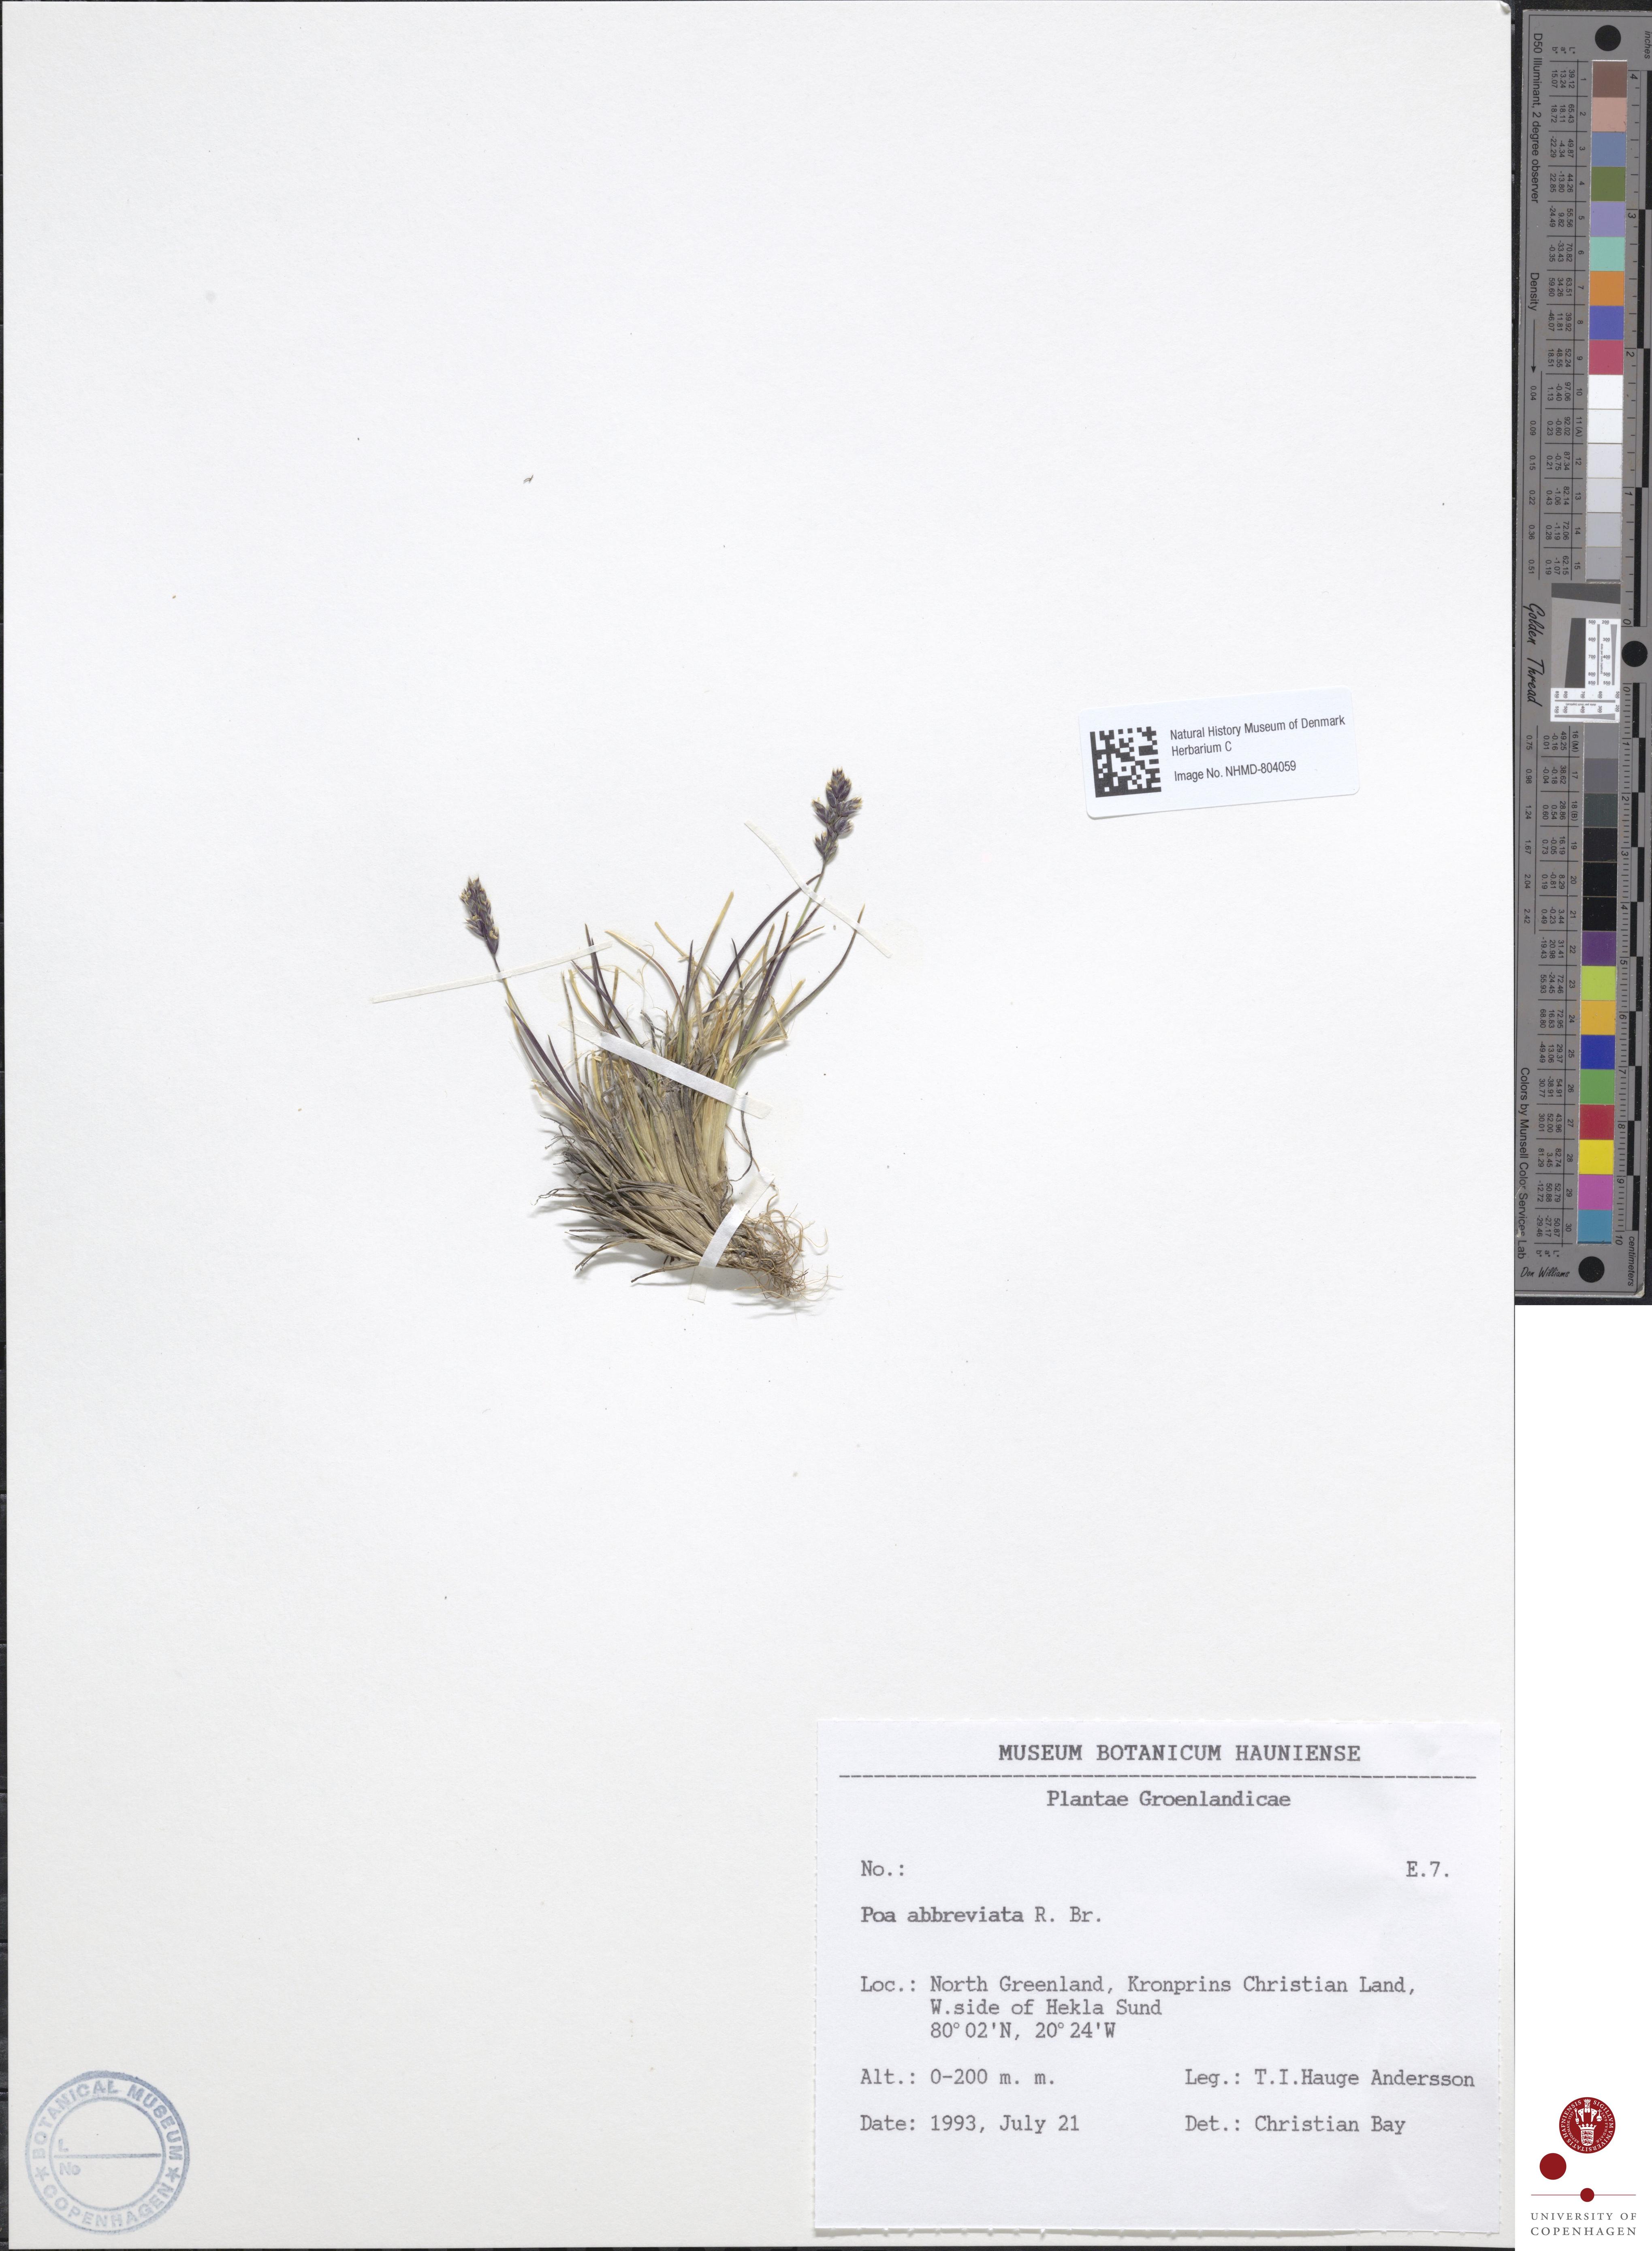 Natural History Museum of Denmark
Herbarium C
Image No. NHMD-804059
MUSEUM BOTANICUM HAUNIENSE
Plantae Groenlandicae
No.: E.7.
Poa abbreviata R. Br.
Loc.: North Greenland, Kronprins Christian Land,
W.side of Hekla Sund
80°02'N, 20°24'W
Alt.: 0-200 m. m. Leg.: T.I.Hauge Andersson
Date: 1993, July 21 Det.: Christian Bay
BOTANICAL MUSEUM
L
No
COPENHAGEN
inches
D50 Illuminant, 2 degree observer
Density
Golden Thread
Colors by Munsell Color Services Lab
Don Williams
centimeters
UNIVERSITY OF
COPENHAGEN